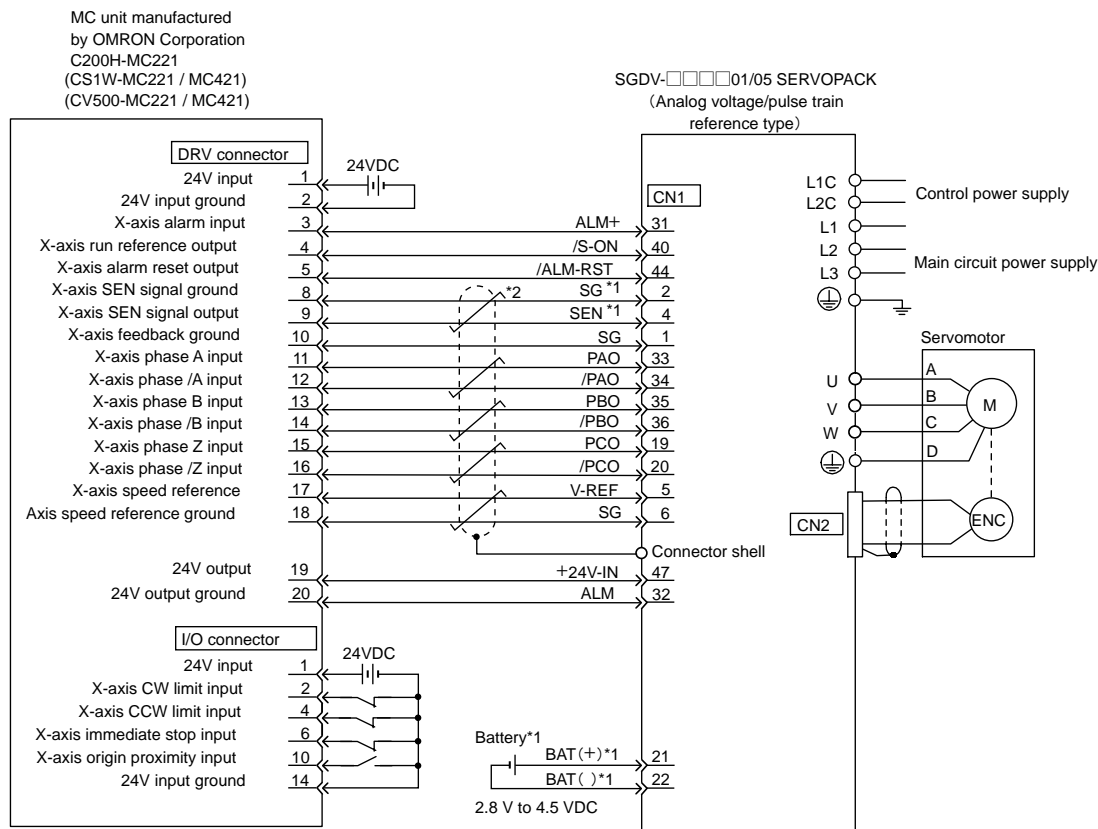 MC unit manufactured
by OMRON Corporation
C200H-MC221
(CS1W-MC221 / MC421)
(CV500-MC221 / MC421)
SGDV-□□□□01/05 SERVOPACK
（Analog voltage/pulse train
reference type）
DRV connector
24VDC
CN1
24V input 1
24V input ground 2
X-axis alarm input 3 ALM+ 31
X-axis run reference output 4 /S-ON 40
X-axis alarm reset output 5 /ALM-RST 44
X-axis SEN signal ground 8 *2 SG *1 2
X-axis SEN signal output 9 SEN *1 4
X-axis feedback ground 10 SG 1
X-axis phase A input 11 PAO 33
X-axis phase /A input 12 /PAO 34
X-axis phase B input 13 PBO 35
X-axis phase /B input 14 /PBO 36
X-axis phase Z input 15 PCO 19
X-axis phase /Z input 16 /PCO 20
X-axis speed reference 17 V-REF 5
Axis speed reference ground 18 SG 6
Connector shell
24V output 19 +24V-IN 47
24V output ground 20 ALM 32
L1C
L2C
Control power supply
L1
L2
L3
Main circuit power supply
Servomotor
U A
V B
W C
D
M
CN2
ENC
I/O connector
24VDC
24V input 1
X-axis CW limit input 2
X-axis CCW limit input 4
X-axis immediate stop input 6
X-axis origin proximity input 10
24V input ground 14
Battery*1
BAT(+)*1 21
BAT( )*1 22
2.8 V to 4.5 VDC